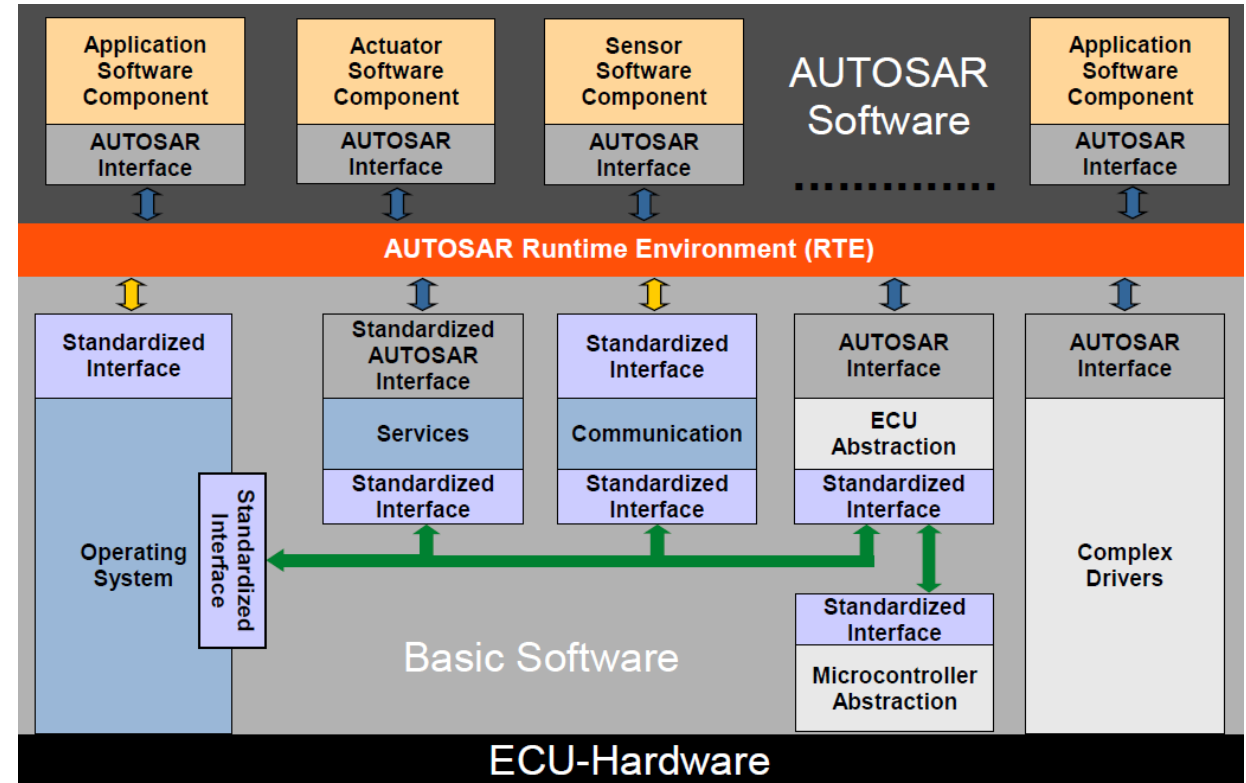 Application
Software
Component
AUTOSAR
Interface
Actuator
Software
Component
AUTOSAR
Interface
Sensor
Software
Component
AUTOSAR
Interface
AUTOSAR
Software
Application
Software
Component
AUTOSAR
Interface
AUTOSAR Runtime Environment (RTE)
Standardized
Interface
Operating
System
Standardized
Interface
Standardized
AUTOSAR
Interface
Services
Standardized
Interface
Standardized
Interface
Communication
Standardized
Interface
AUTOSAR
Interface
ECU
Abstraction
Standardized
Interface
Standardized
Interface
Microcontroller
Abstraction
AUTOSAR
Interface
Complex
Drivers
Basic Software
ECU-Hardware